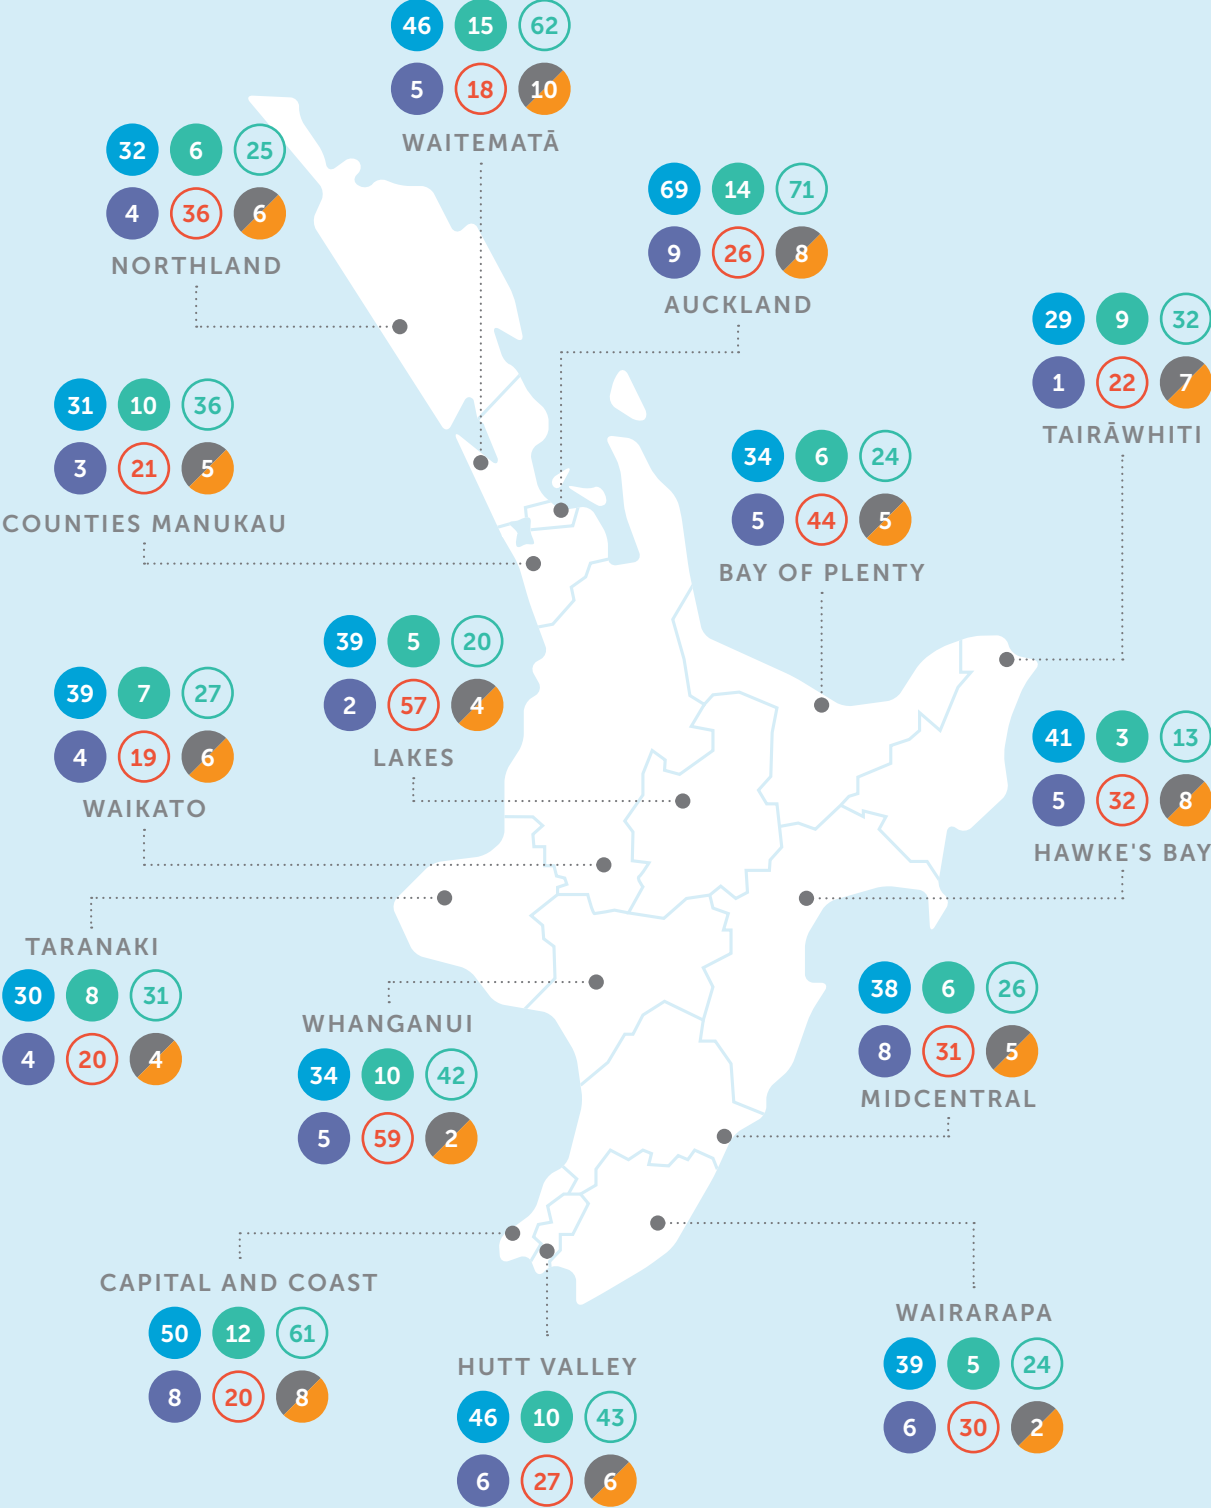 46 15 62
5 18 10
WAITEMATĀ
32 6 25
4 36 6
NORTHLAND
69 14 71
9 26 8
AUCKLAND
29 9 32
1 22 7
TAIRĀWHITI
31 10 36
3 21 5
COUNTIES MANUKAU
34 6 24
5 44 5
BAY OF PLENTY
39 5 20
2 57 4
LAKES
39 7 27
4 19 6
WAIKATO
41 3 13
5 32 8
HAWKE'S BAY
TARANAKI
30 8 31
4 20 4
WHANGANUI
34 10 42
5 59 2
38 6 26
8 31 5
MIDCENTRAL
CAPITAL AND COAST
50 12 61
8 20 8
HUTT VALLEY
46 10 43
6 27 6
WAIRARAPA
39 5 24
6 30 2